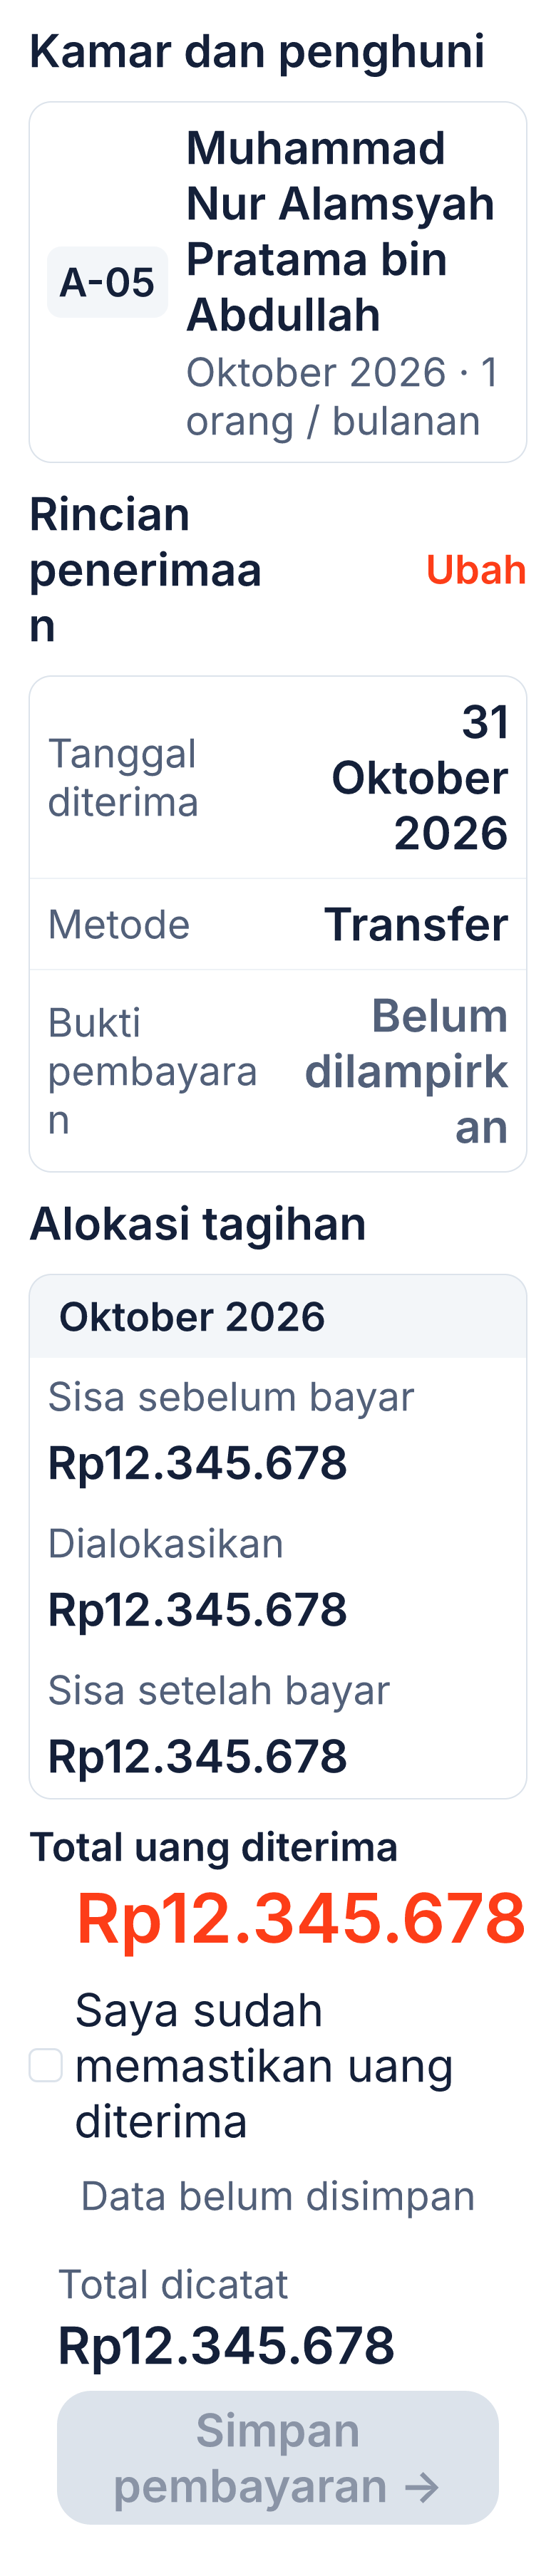 Kamar dan penghuni
A-05
Muhammad
Nur Alamsyah
Pratama bin
Abdullah
Oktober 2026 · 1
orang / bulanan
Rincian
penerimaa
n
Ubah
Tanggal
diterima
31
Oktober
2026
Metode
Transfer
Bukti
pembayara
n
Belum
dilampirk
an
Alokasi tagihan
Oktober 2026
Sisa sebelum bayar
Rp12.345.678
Dialokasikan
Rp12.345.678
Sisa setelah bayar
Rp12.345.678
Total uang diterima
Rp12.345.678
Saya sudah
memastikan uang
diterima
Data belum disimpan
Total dicatat
Rp12.345.678
Simpan
pembayaran →